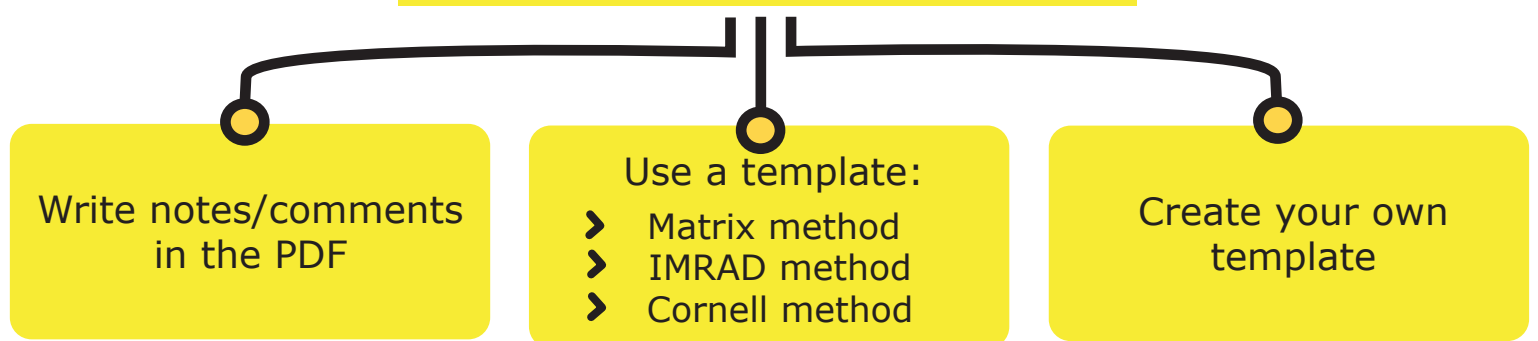 Write notes/comments
in the PDF
Use a template:
Matrix method
IMRAD method
Cornell method
Create your own
template